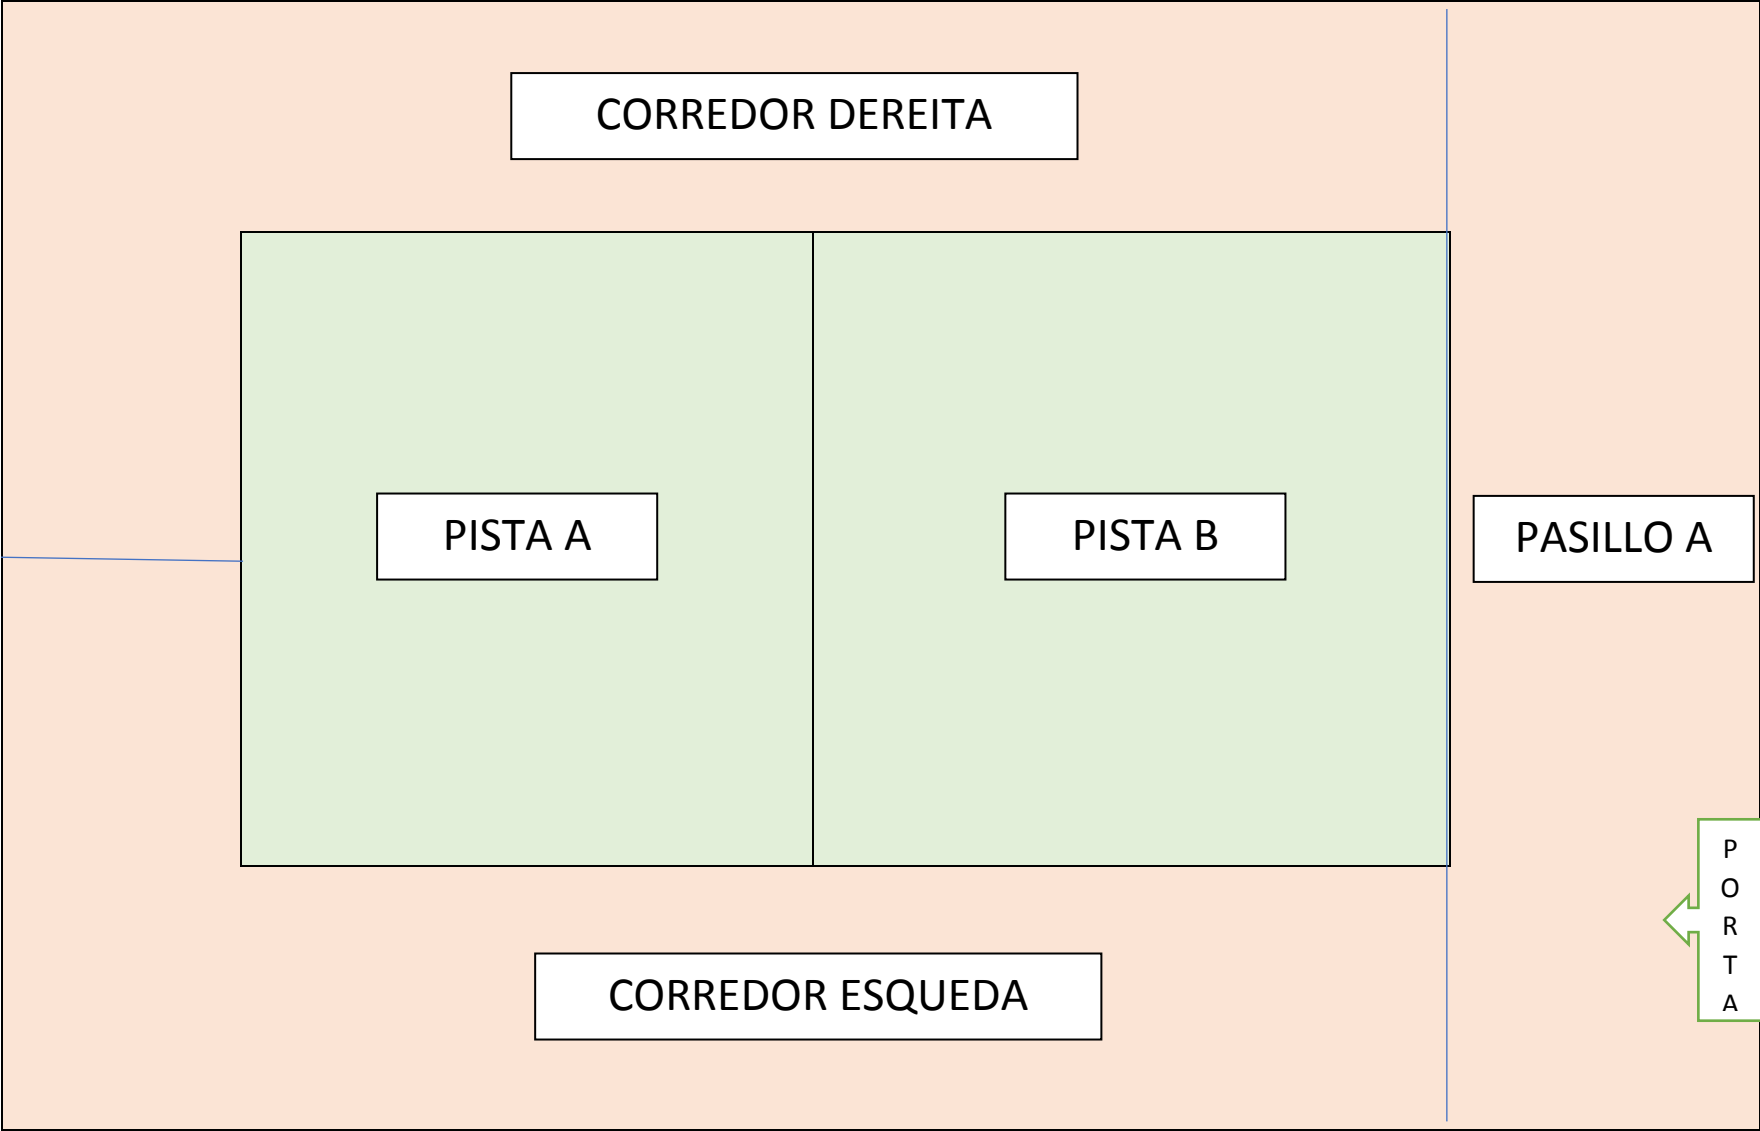 CORREDOR DEREITA
PISTA A
PISTA B
PASILLO A
P
O
R
T
A
CORREDOR ESQUEDA